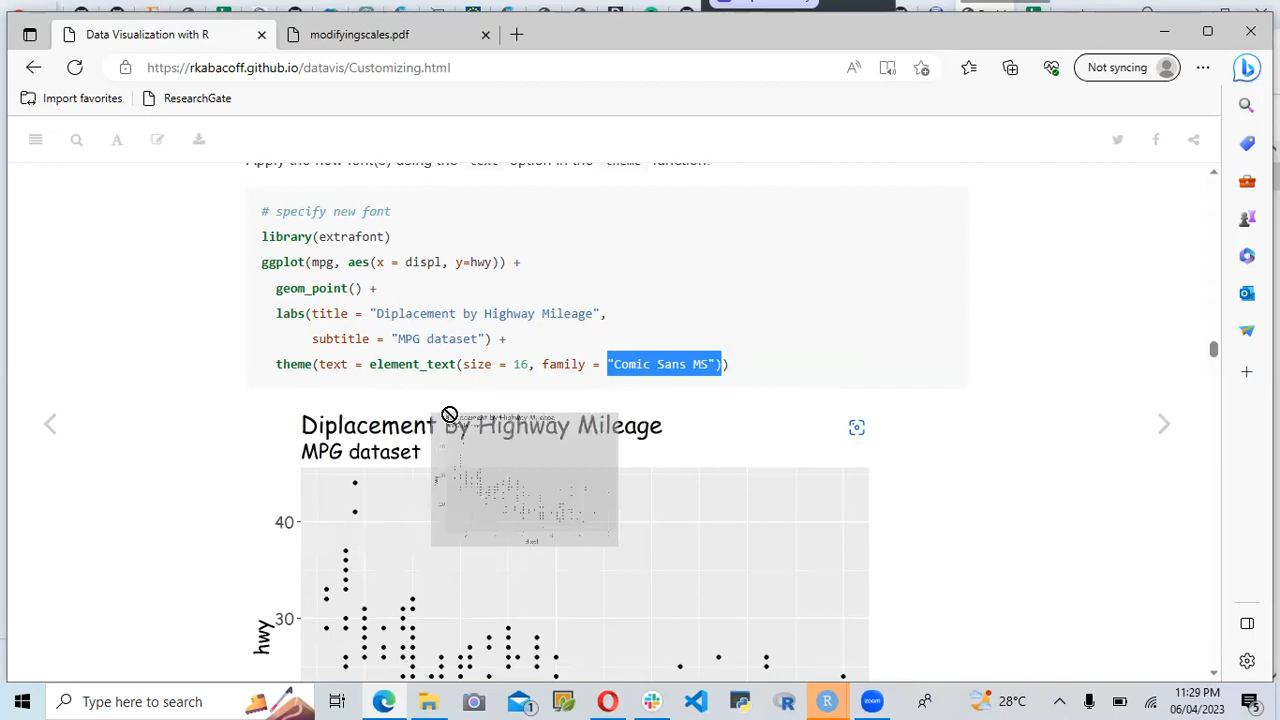 Data Visualization with R
modifyingscales.pdf
https://rkabacoff.github.io/datavis/Customizing.html
Not syncing
Import favorites
ResearchGate
# specify new font
library(extrafont)
ggplot(mpg, aes(x = displ, y=hwy)) +
geom_point() +
labs(title = "Diplacement by Highway Mileage",
subtitle = "MPG dataset") +
theme(text = element_text(size = 16, family = "Comic Sans MS"))
Diplacement by Highway Mileage
MPG dataset
40
30
hwy
Type here to search
1
zoom
28°C
11:29 PM
06/04/2023
5